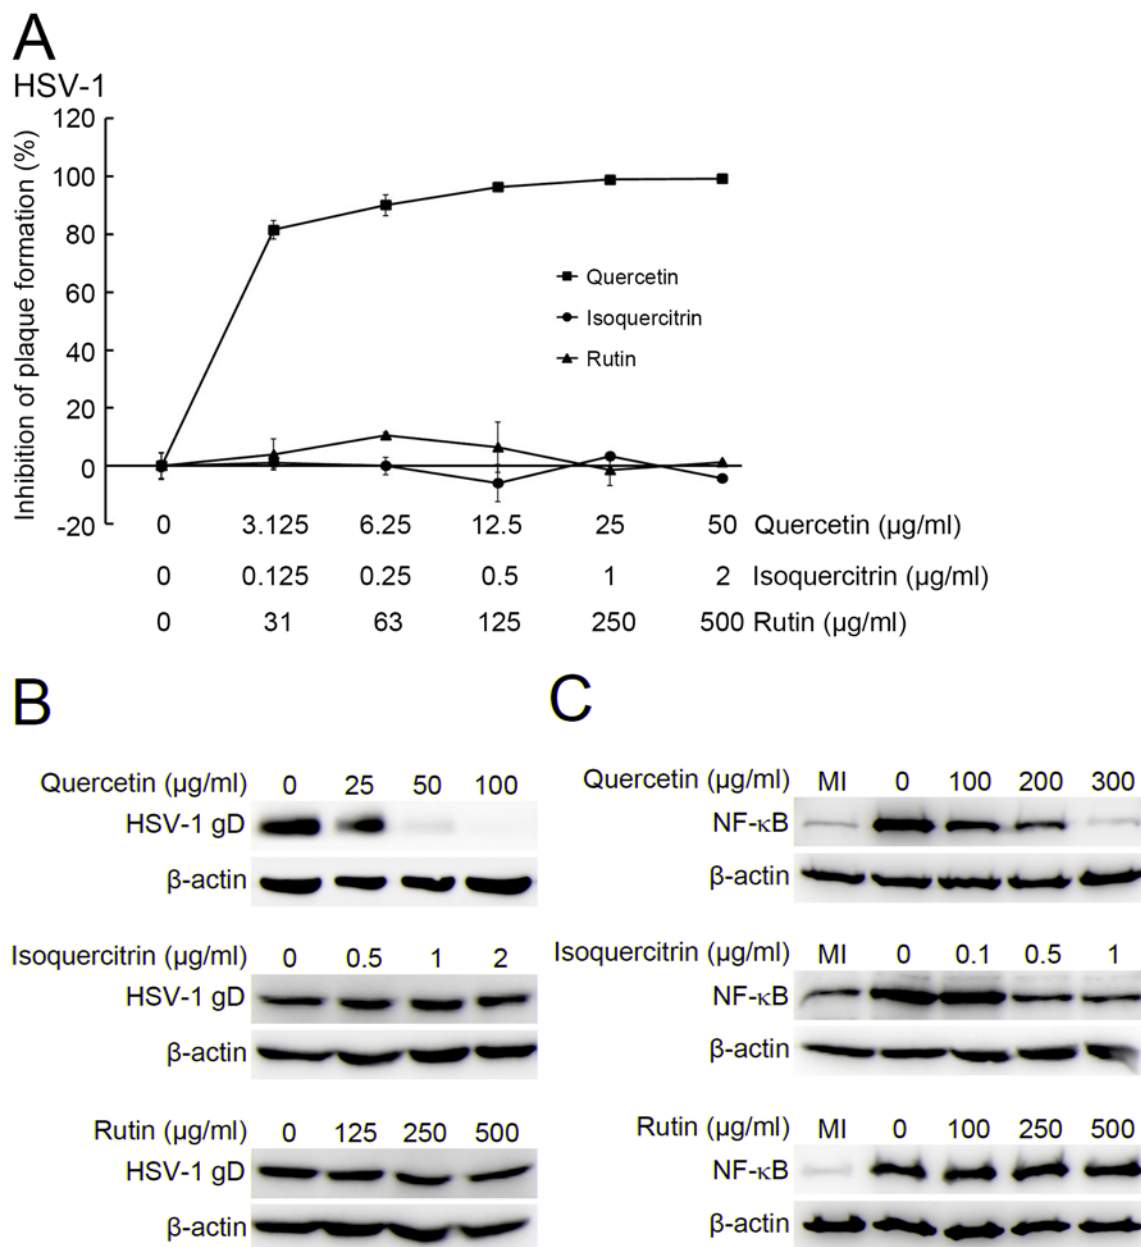 A
HSV-1
Inhibition of plaque formation (%)
120
100
80
60
40
20
0
-20
Quercetin
Isoquercitrin
Rutin
0 3.125 6.25 12.5 25 50 Quercetin (µg/ml)
0 0.125 0.25 0.5 1 2 Isoquercitrin (µg/ml)
0 31 63 125 250 500 Rutin (µg/ml)
B
Quercetin (µg/ml) 0 25 50 100
HSV-1 gD
β-actin
Isoquercitrin (µg/ml) 0 0.5 1 2
HSV-1 gD
β-actin
Rutin (µg/ml) 0 125 250 500
HSV-1 gD
β-actin
C
Quercetin (µg/ml) MI 0 100 200 300
NF-κB
β-actin
Isoquercitrin (µg/ml) MI 0 0.1 0.5 1
NF-κB
β-actin
Rutin (µg/ml) MI 0 100 250 500
NF-κB
β-actin